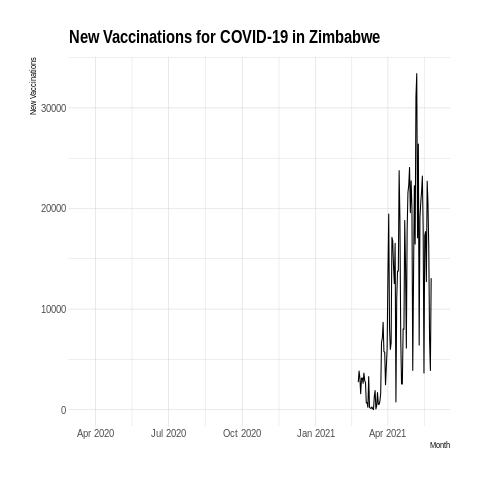 New Vaccinations for COVID-19 in Zimbabwe
New Vaccinations
30000
20000
10000
0
Apr 2020 Jul 2020 Oct 2020 Jan 2021 Apr 2021
Month